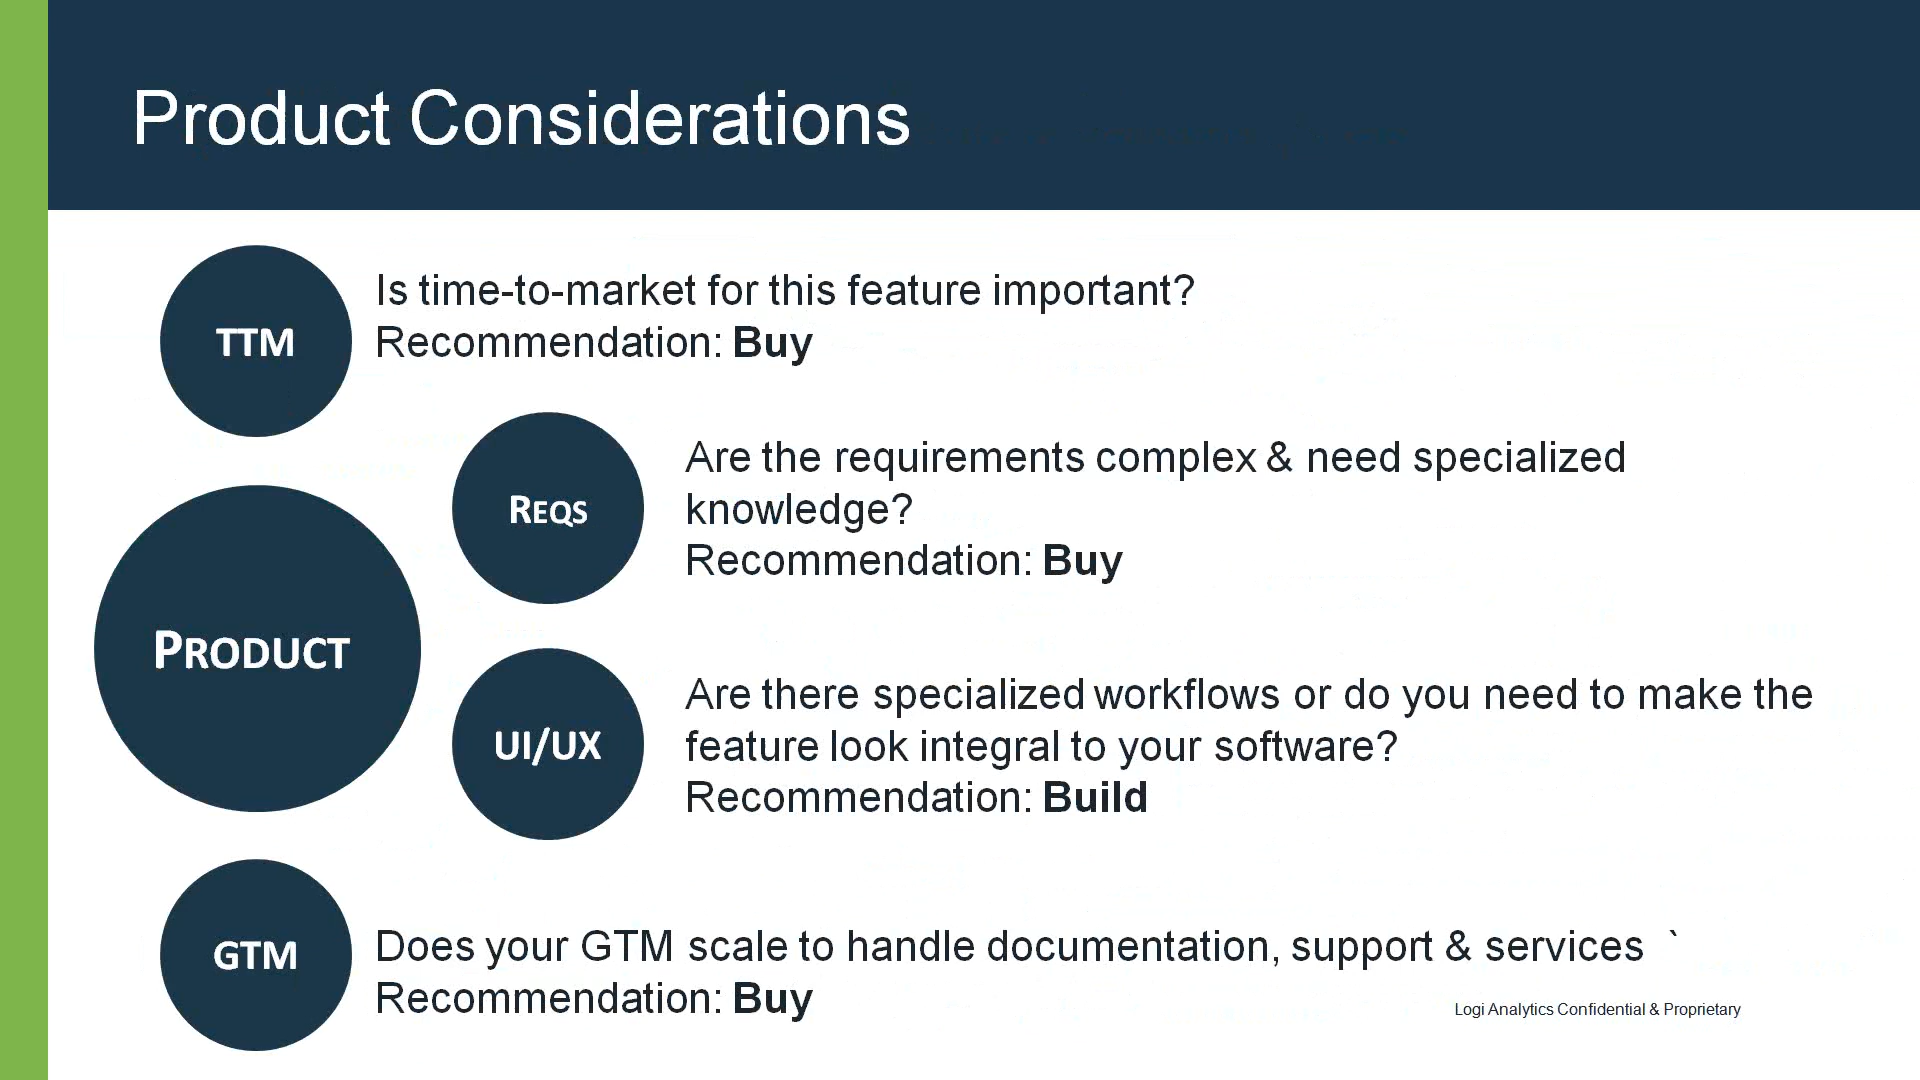 Product Considerations
TTM
Is time-to-market for this feature important?
Recommendation: Buy
REQS
Are the requirements complex & need specialized
knowledge?
Recommendation: Buy
PRODUCT
UI/UX
Are there specialized workflows or do you need to make the
feature look integral to your software?
Recommendation: Build
GTM
Does your GTM scale to handle documentation, support & services `
Recommendation: Buy
Logi Analytics Confidential & Proprietary